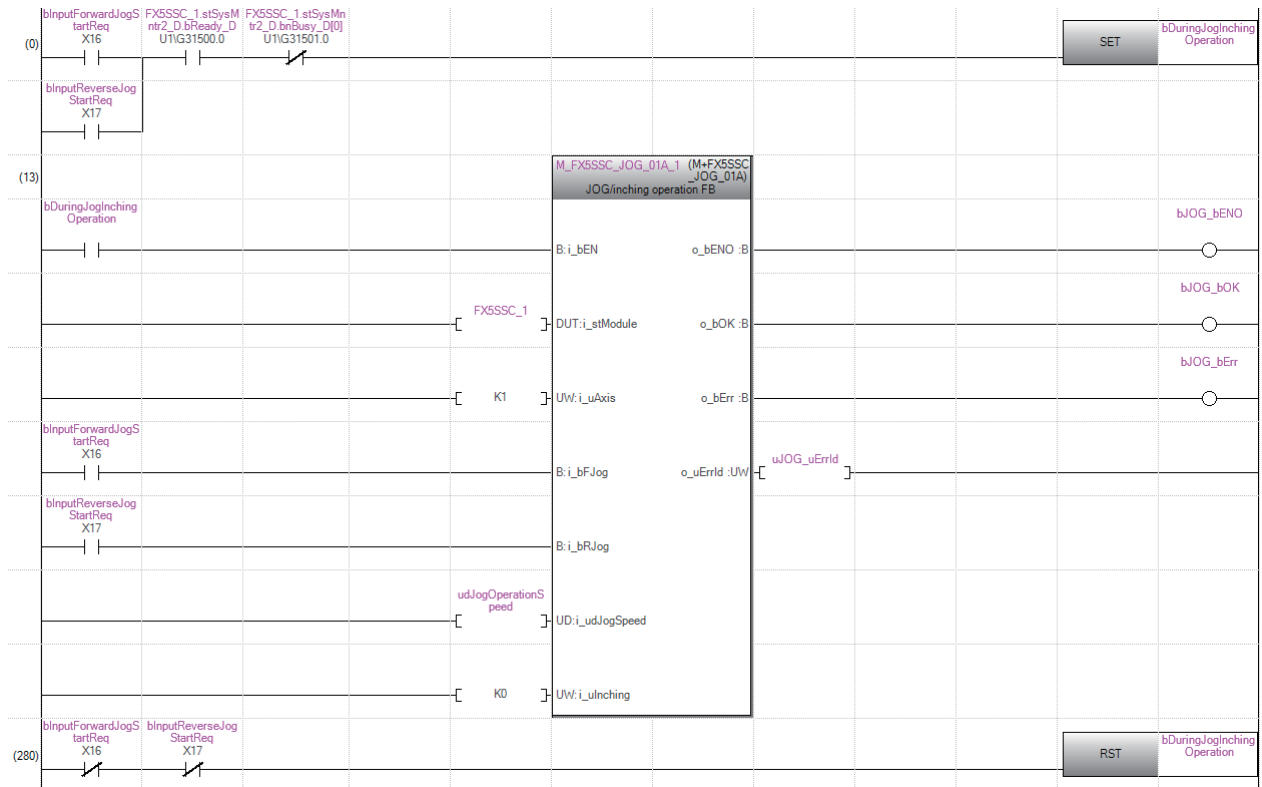 bInputForwardJogS
tartReq
X16
FX5SSC_1.stSysM
ntr2_D.bReady_D
U1\G31500.0
FX5SSC_1.stSysMn
tr2_D.bnBusy_D[0]
U1\G31501.0
(0)
SET
bDuringJogInching
Operation
bInputReverseJog
StartReq
X17
(13)
M_FX5SSC_JOG_01A_1 (M+FX5SSC
_JOG_01A)
JOG/inching operation FB
bDuringJogInching
Operation
B:i_bEN
o_bENO :B
bJOG_bENO
FX5SSC_1
DUT:i_stModule
o_bOK :B
bJOG_bOK
K1
UW:i_uAxis
o_bErr :B
bJOG_bErr
bInputForwardJogS
tartReq
X16
B:i_bFJog
o_uErrId :UW
uJOG_uErrId
bInputReverseJog
StartReq
X17
B:i_bRJog
udJogOperationS
peed
UD:i_udJogSpeed
K0
UW:i_uInching
(280)
bInputForwardJogS
tartReq
X16
bInputReverseJog
StartReq
X17
RST
bDuringJogInching
Operation